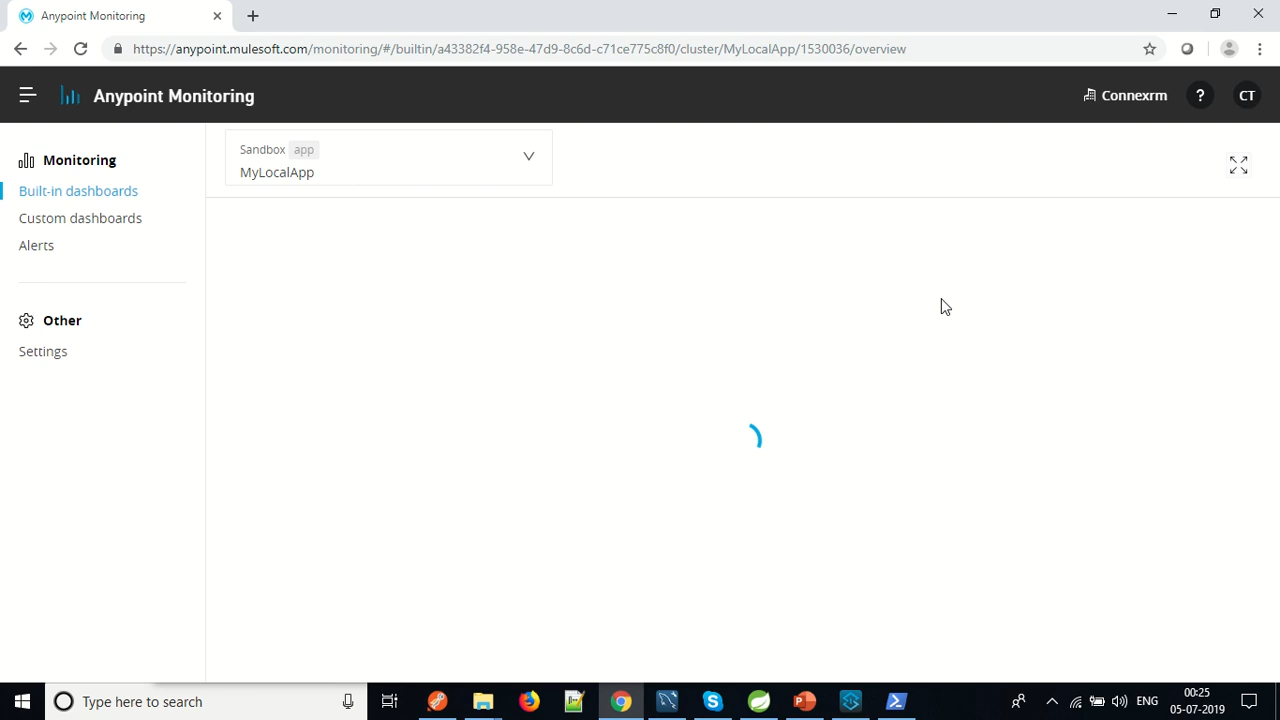 Anypoint Monitoring
https://anypoint.mulesoft.com/monitoring/#/builtin/a43382f4-958e-47d9-8c6d-c71ce775c8f0/cluster/MyLocalApp/1530036/overview
Anypoint Monitoring
Connexrm
?
CT
Monitoring
Built-in dashboards
Custom dashboards
Alerts
Other
Settings
Sandbox app
MyLocalApp
Type here to search
ENG
00:25
05-07-2019